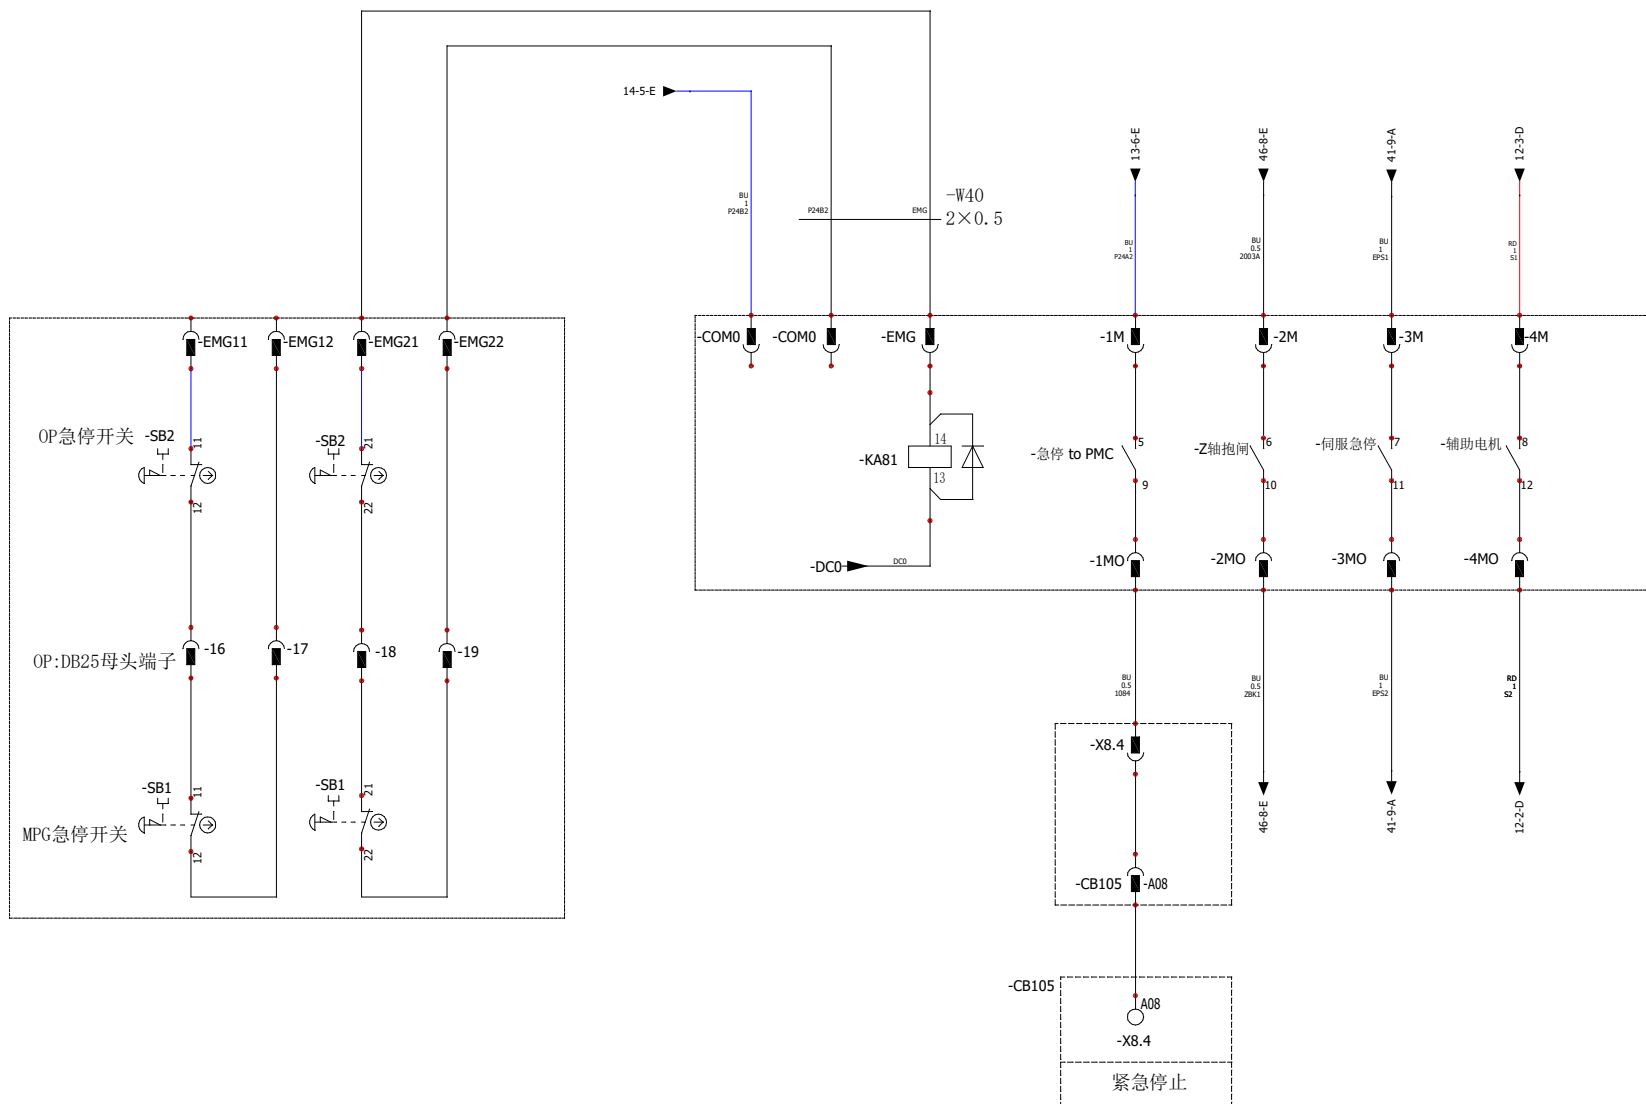 14-5-E
13-6-E
46-8-E
41-9-A
12-3-D
BU
1
P24B2
P24B2
EMG
-W40
2×0.5
BU
1
P24A2
BU
0.5
2003A
BU
1
EPS1
RD
1
S1
-EMG11
-EMG12
-EMG21
-EMG22
-COM0
-COM0
-EMG
-1M
-2M
-3M
-4M
OP急停开关
-SB2
11
12
-SB2
21
22
-KA81
14
13
-急停 to PMC
5
9
-Z轴抱闸
6
10
-伺服急停
7
11
-辅助电机
8
12
-DC0
DC0
-1MO
-2MO
-3MO
-4MO
OP:DB25母头端子
-16
-17
-18
-19
BU
0.5
1084
BU
0.5
ZBK1
BU
1
EPS2
RD
1
S2
-X8.4
MPG急停开关
-SB1
11
12
-SB1
21
22
46-8-E
41-9-A
12-2-D
-CB105
-A08
-CB105
A08
-X8.4
紧急停止